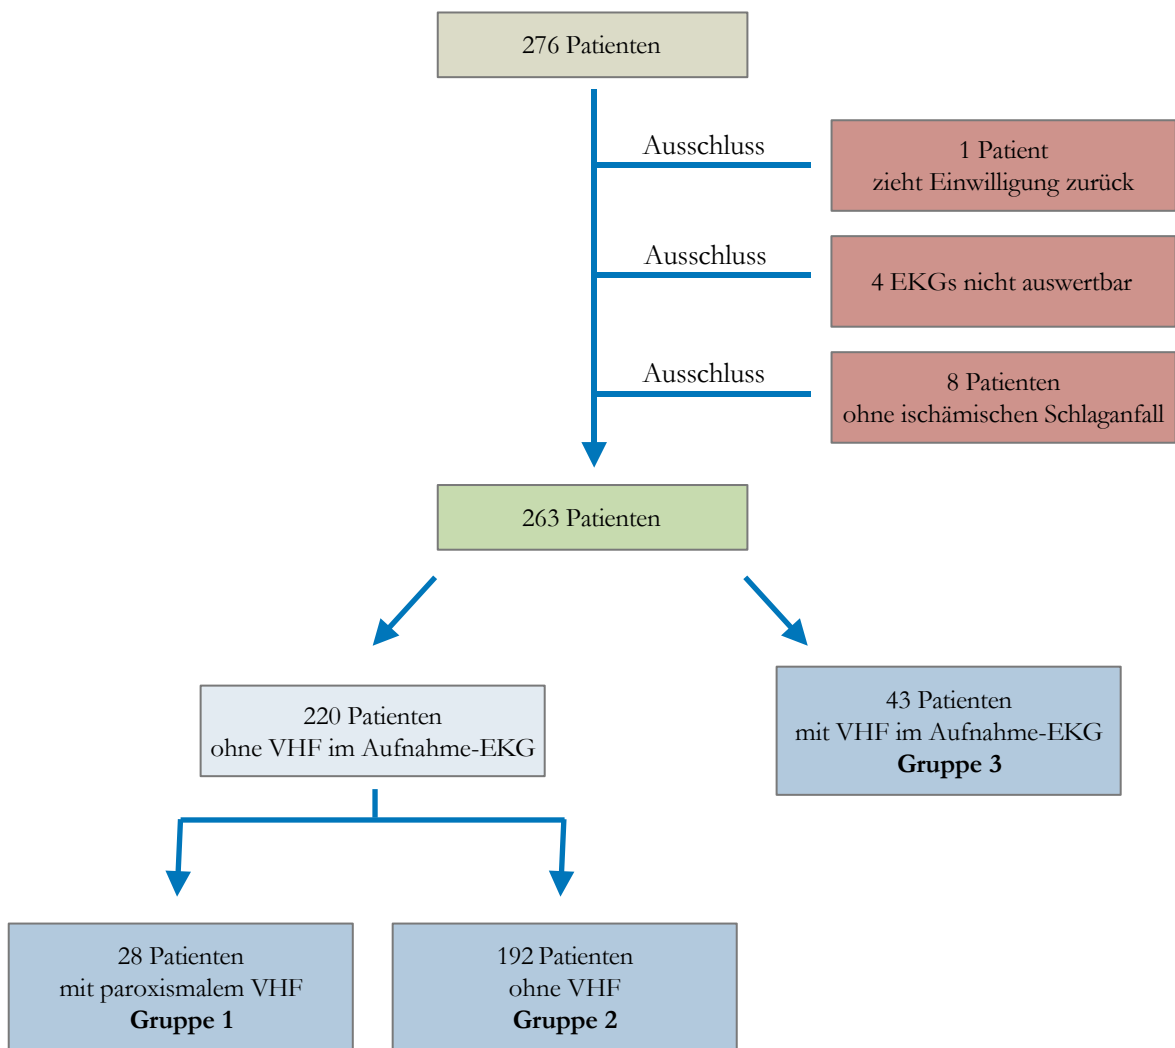 276 Patienten
Ausschluss
1 Patient
zieht Einwilligung zurück
Ausschluss
4 EKGs nicht auswertbar
Ausschluss
8 Patienten
ohne ischämischen Schlaganfall
263 Patienten
220 Patienten
ohne VHF im Aufnahme-EKG
43 Patienten
mit VHF im Aufnahme-EKG
Gruppe 3
28 Patienten
mit paroxismalem VHF
Gruppe 1
192 Patienten
ohne VHF
Gruppe 2